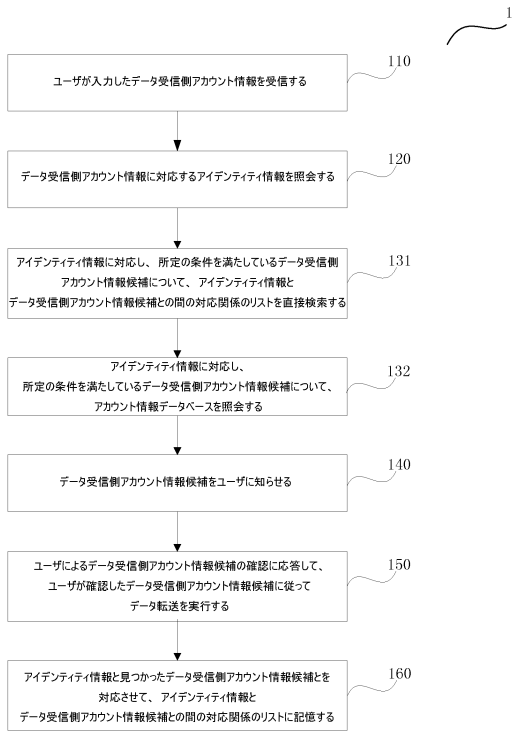 1
ユーザが入力したデータ受信側アカウント情報を受信する
110
データ受信側アカウント情報に対応するアイデンティティ情報を照会する
120
アイデンティティ情報に対応し、所定の条件を満たしているデータ受信側
アカウント情報候補について、アイデンティティ情報と
データ受信側アカウント情報候補との間の対応関係のリストを直接検索する
131
アイデンティティ情報に対応し、
所定の条件を満たしているデータ受信側アカウント情報候補について、
アカウント情報データベースを照会する
132
データ受信側アカウント情報候補をユーザに知らせる
140
ユーザによるデータ受信側アカウント情報候補の確認に応答して、
ユーザが確認したデータ受信側アカウント情報候補に従って
データ転送を実行する
150
アイデンティティ情報と見つかったデータ受信側アカウント情報候補とを
対応させて、アイデンティティ情報と
データ受信側アカウント情報候補との間の対応関係のリストに記憶する
160